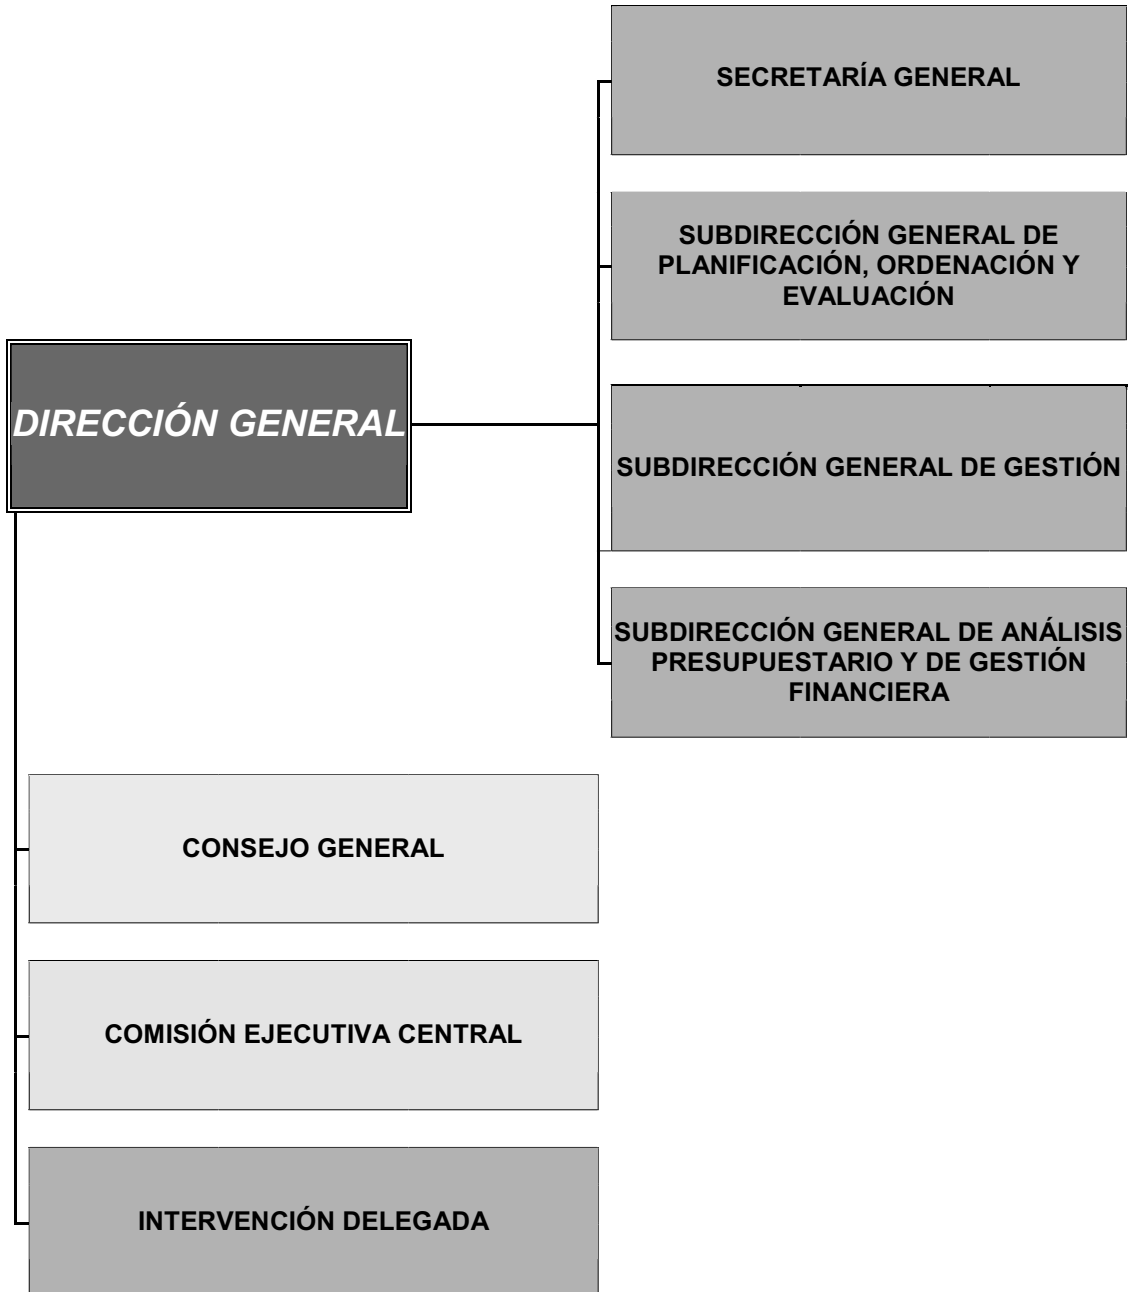 SECRETARÍA GENERAL
SUBDIRECCIÓN GENERAL DE
PLANIFICACIÓN, ORDENACIÓN Y
EVALUACIÓN
DIRECCIÓN GENERAL
SUBDIRECCIÓN GENERAL DE GESTIÓN
SUBDIRECCIÓN GENERAL DE ANÁLISIS
PRESUPUESTARIO Y DE GESTIÓN
FINANCIERA
CONSEJO GENERAL
COMISIÓN EJECUTIVA CENTRAL
INTERVENCIÓN DELEGADA